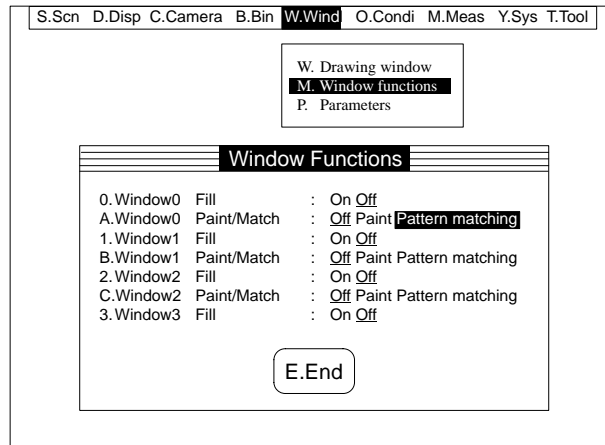 S.Scn D.Disp C.Camera B.Bin W.Wind O.Condi M.Meas Y.Sys T.Tool
W. Drawing window
M. Window functions
P. Parameters
Window Functions
0.Window0 Fill : On Off
A.Window0 Paint/Match : Off Paint Pattern matching
1.Window1 Fill : On Off
B.Window1 Paint/Match : Off Paint Pattern matching
2.Window2 Fill : On Off
C.Window2 Paint/Match : Off Paint Pattern matching
3.Window3 Fill : On Off
E.End